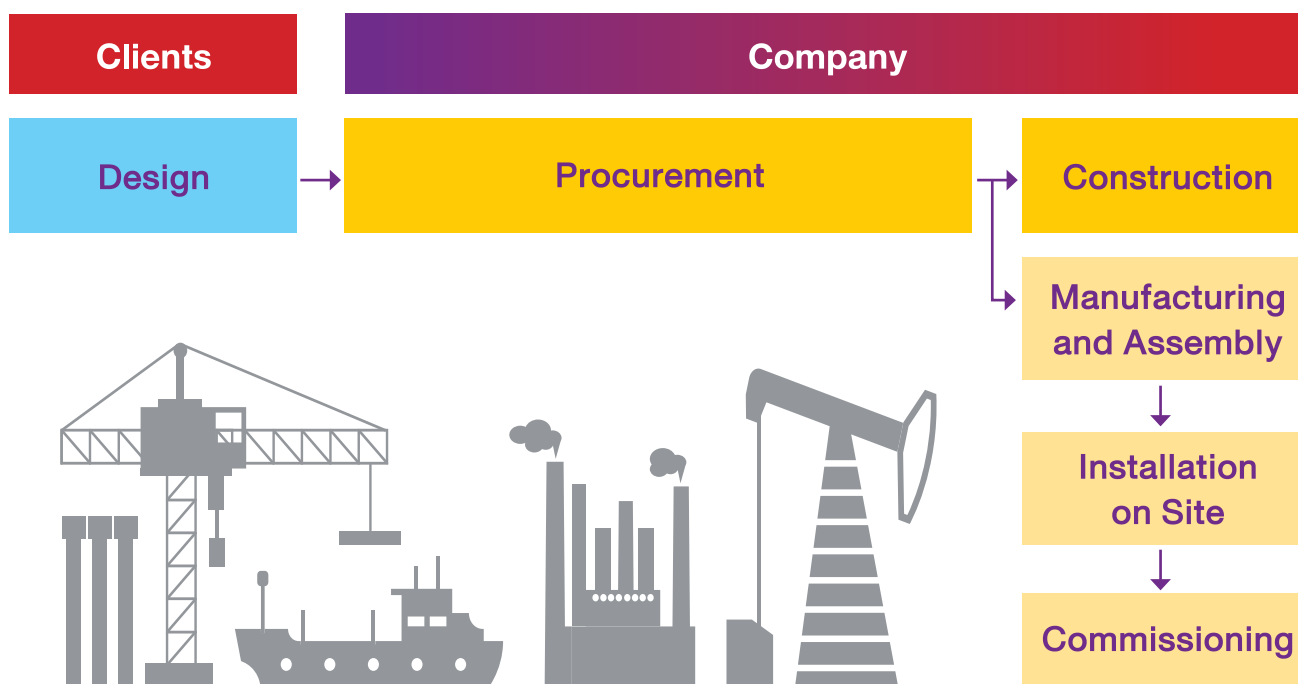 Clients
Company
Design
Procurement
Construction
Manufacturing
and Assembly
Installation
on Site
Commissioning